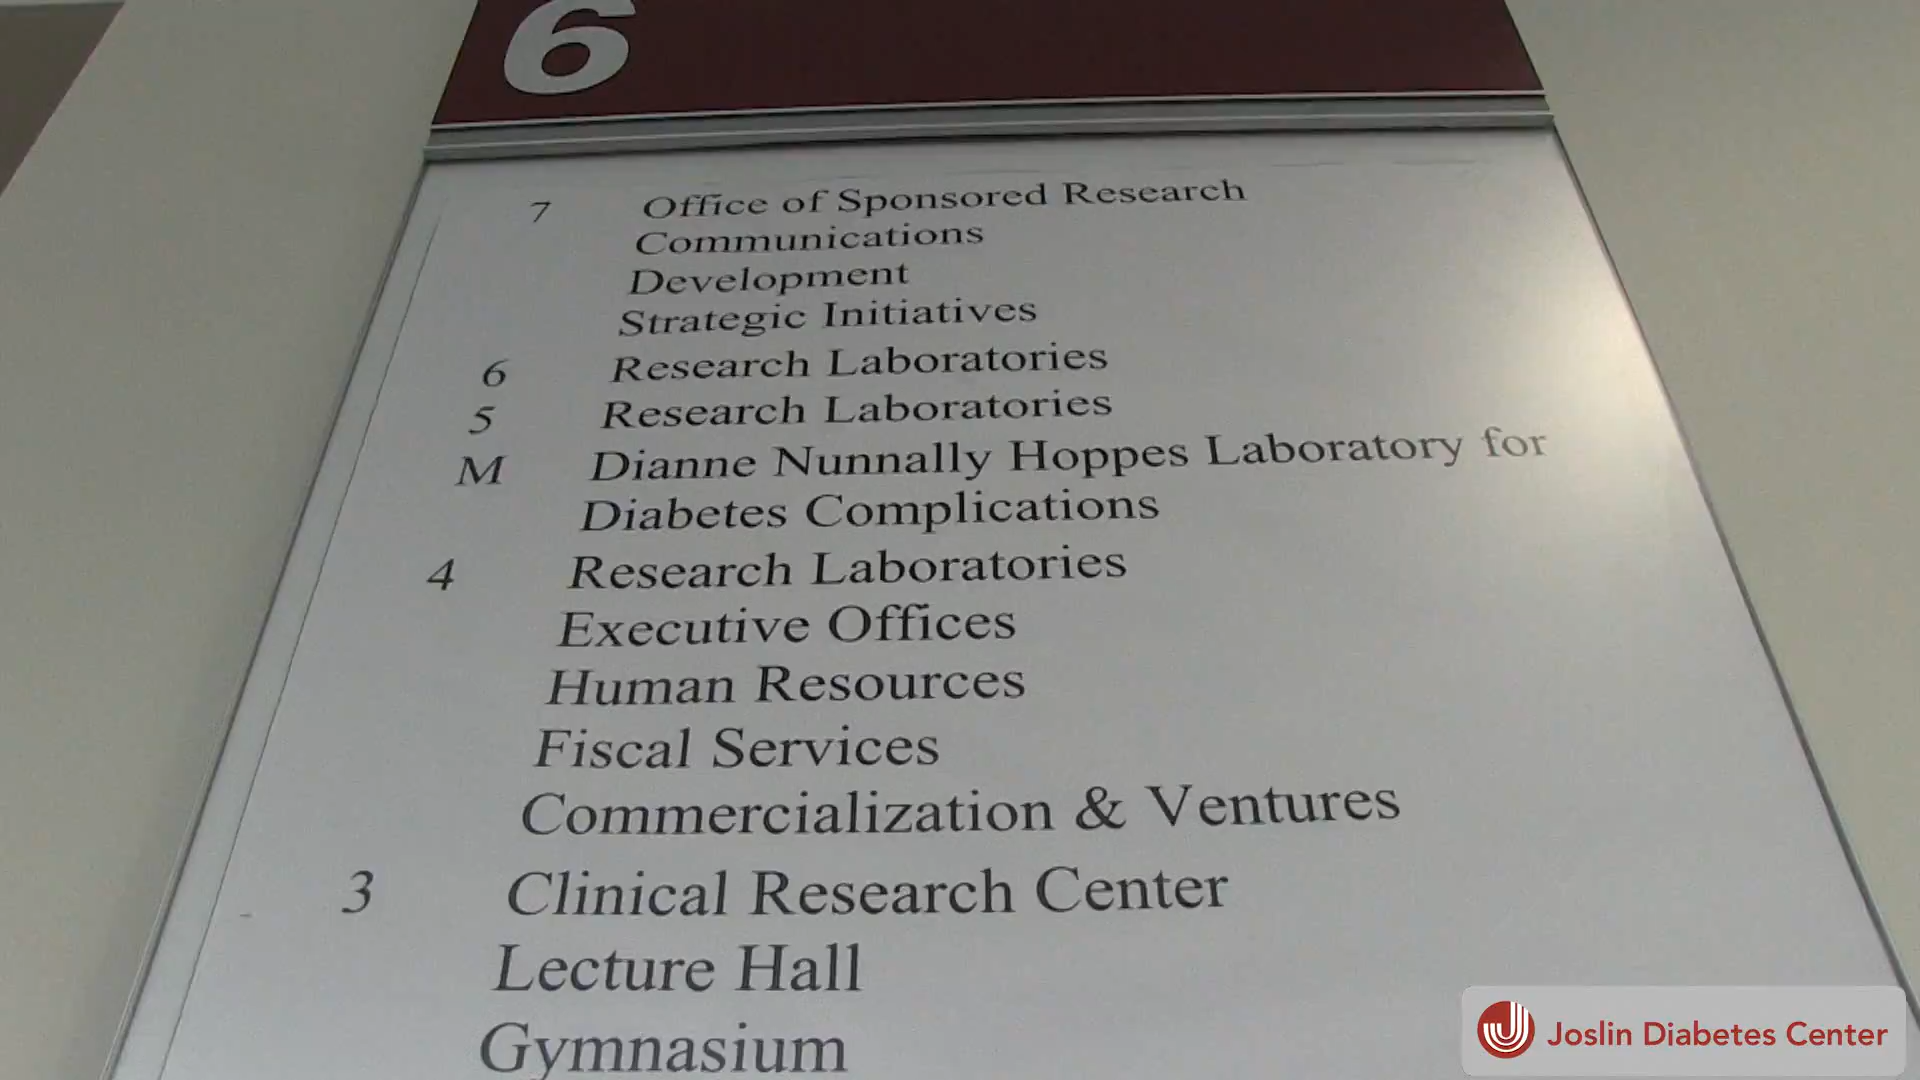 6
7 Office of Sponsored Research
Communications
Development
Strategic Initiatives
6 Research Laboratories
5 Research Laboratories
M Dianne Nunnally Hoppes Laboratory for
Diabetes Complications
4 Research Laboratories
Executive Offices
Human Resources
Fiscal Services
Commercialization & Ventures
3 Clinical Research Center
Lecture Hall
Gymnasium
Joslin Diabetes Center